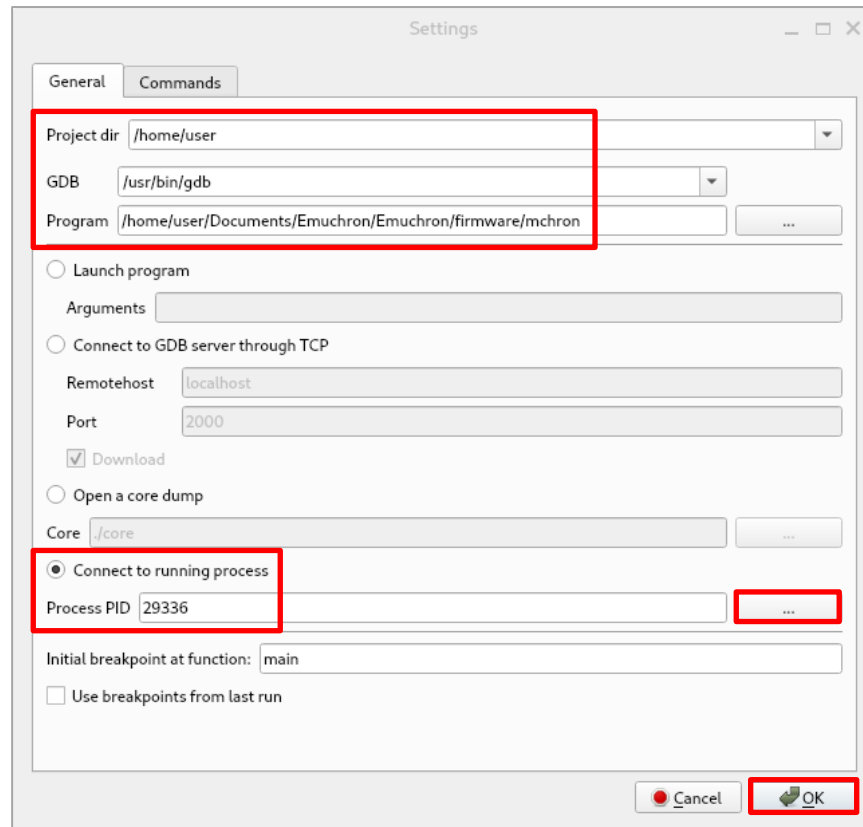 Settings
General Commands
Project dir /home/user
GDB /usr/bin/gdb
Program /home/user/Documents/Emuchron/Emuchron/firmware/mchron ...
Launch program
Arguments
Connect to GDB server through TCP
Remotehost localhost
Port 2000
Download
Open a core dump
Core ./core ...
Connect to running process
Process PID 29336 ...
Initial breakpoint at function: main
Use breakpoints from last run
Cancel OK